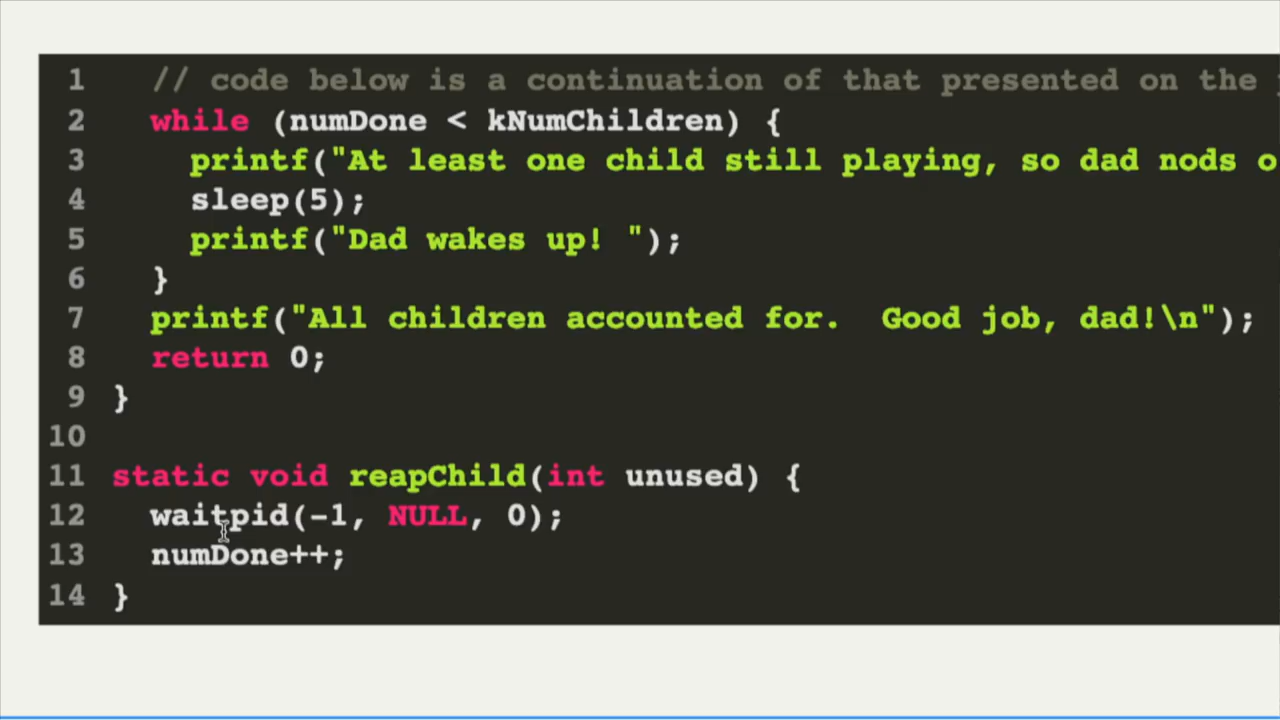 1 // code below is a continuation of that presented on the
2 while (numDone < kNumChildren) {
3 printf("At least one child still playing, so dad nods
4 sleep(5);
5 printf("Dad wakes up! ");
6 }
7 printf("All children accounted for.  Good job, dad!\n");
8 return 0;
9 }
10
11 static void reapChild(int unused) {
12 waitpid(-1, NULL, 0);
13 numDone++;
14 }